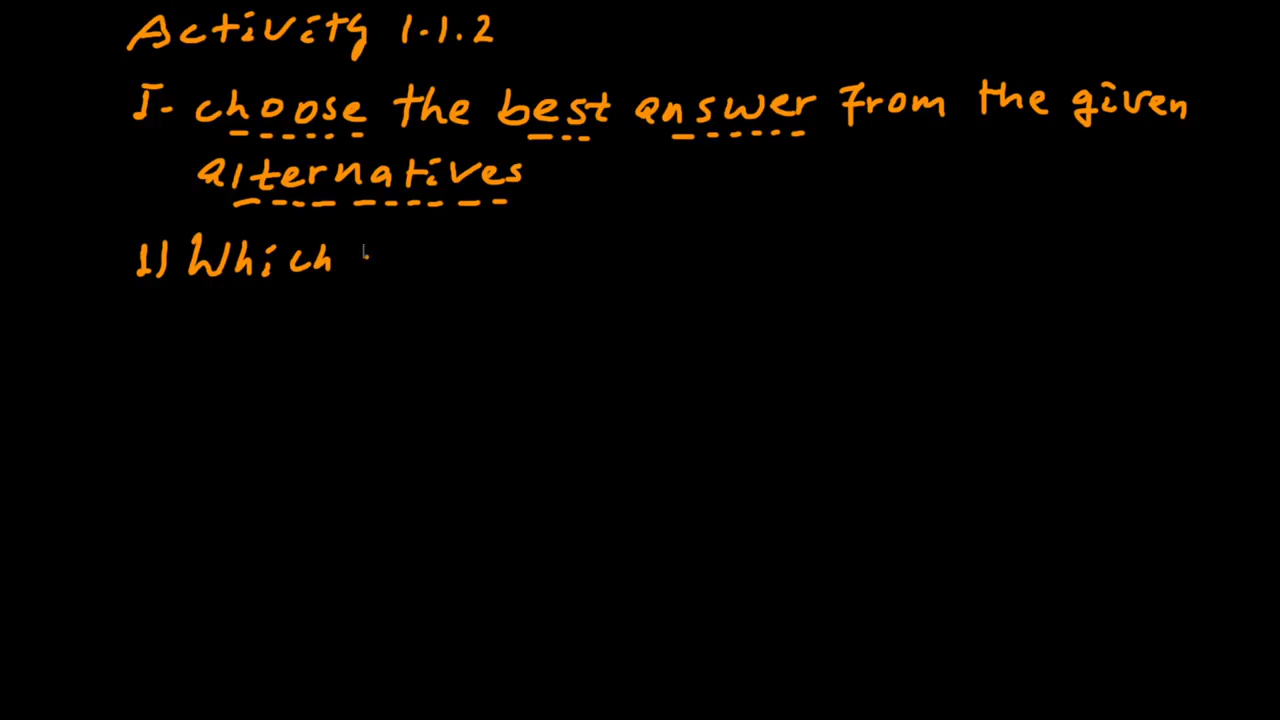 Activity 1.1.2
I- choose the best answer from the given
alternatives
1) Which